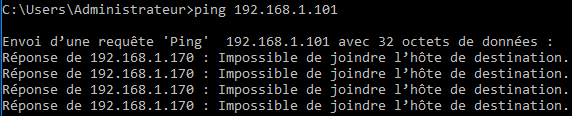 C:\Users\Administrateur>ping 192.168.1.101
Envoi d’une requête 'Ping'  192.168.1.101 avec 32 octets de données :
Réponse de 192.168.1.170 : Impossible de joindre l’hôte de destination.
Réponse de 192.168.1.170 : Impossible de joindre l’hôte de destination.
Réponse de 192.168.1.170 : Impossible de joindre l’hôte de destination.
Réponse de 192.168.1.170 : Impossible de joindre l’hôte de destination.